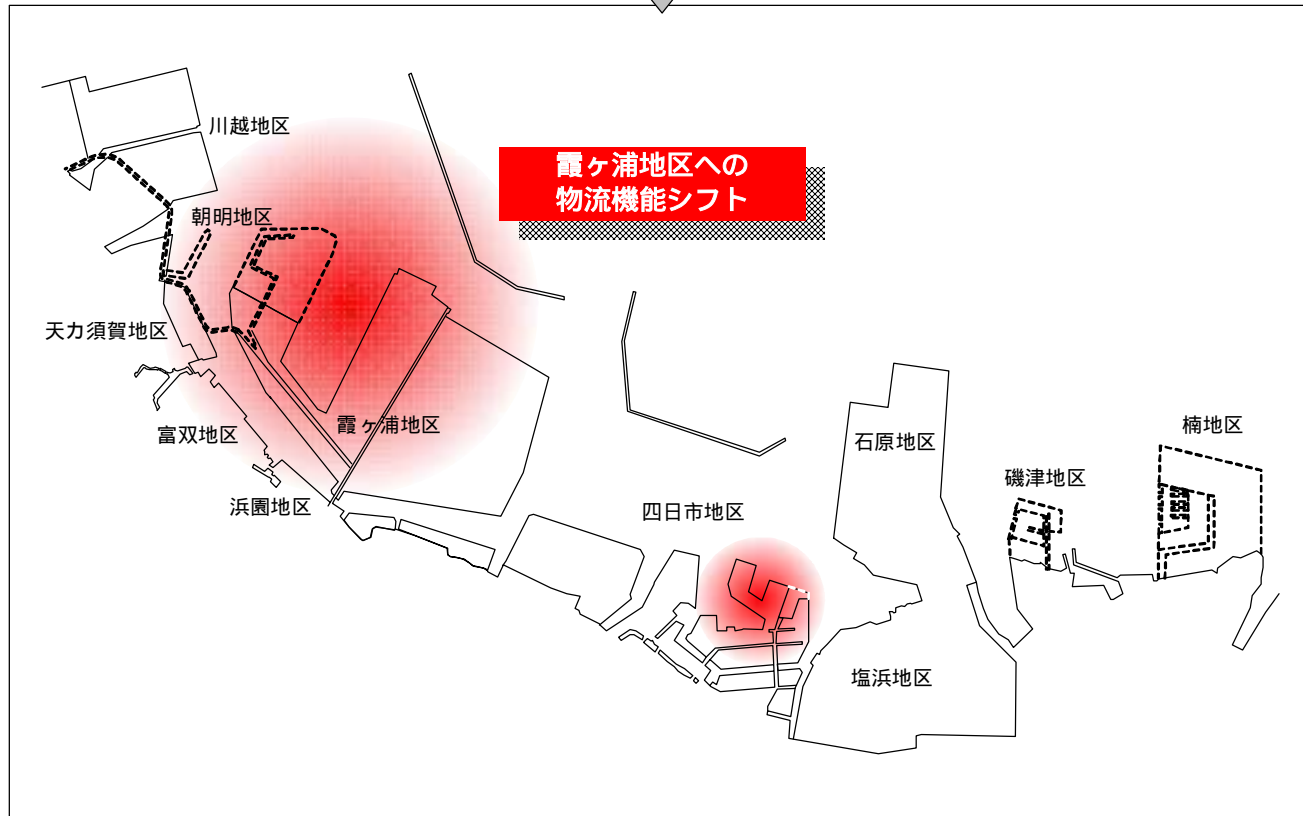 川越地区
霞ヶ浦地区への
物流機能シフト
朝明地区
天力須賀地区
富双地区
霞ヶ浦地区
石原地区
楠地区
磯津地区
浜園地区
四日市地区
塩浜地区